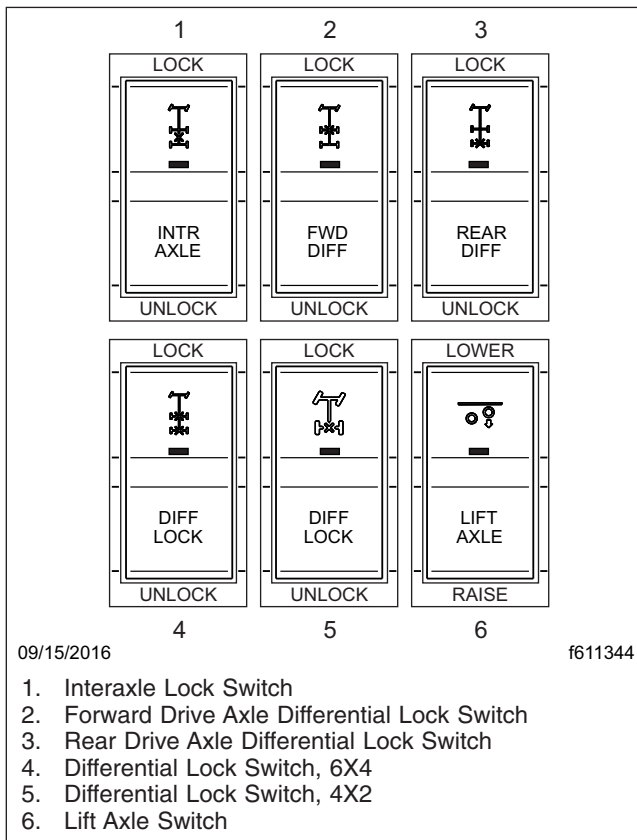 1 2 3
LOCK LOCK LOCK
INTR FWD REAR
AXLE DIFF DIFF
UNLOCK UNLOCK UNLOCK
LOCK LOCK LOWER
DIFF DIFF LIFT
LOCK LOCK AXLE
UNLOCK UNLOCK RAISE
4 5 6
09/15/2016 f611344
1. Interaxle Lock Switch
2. Forward Drive Axle Differential Lock Switch
3. Rear Drive Axle Differential Lock Switch
4. Differential Lock Switch, 6X4
5. Differential Lock Switch, 4X2
6. Lift Axle Switch